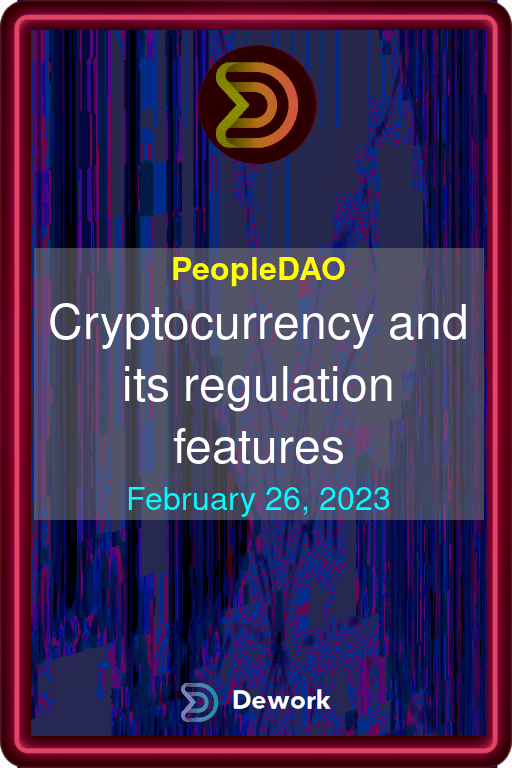 PeopleDAO
Cryptocurrency and
its regulation
features
February 26, 2023
Dework